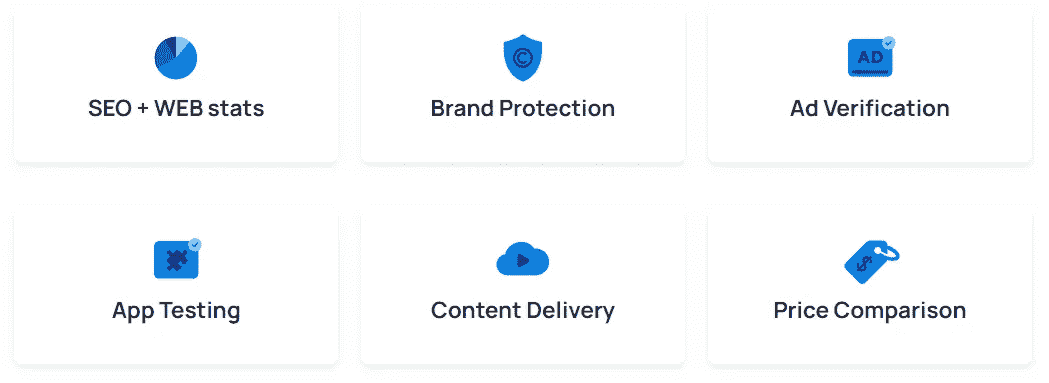 SEO + WEB stats
©
Brand Protection
AD
Ad Verification
App Testing
Content Delivery
$
Price Comparison